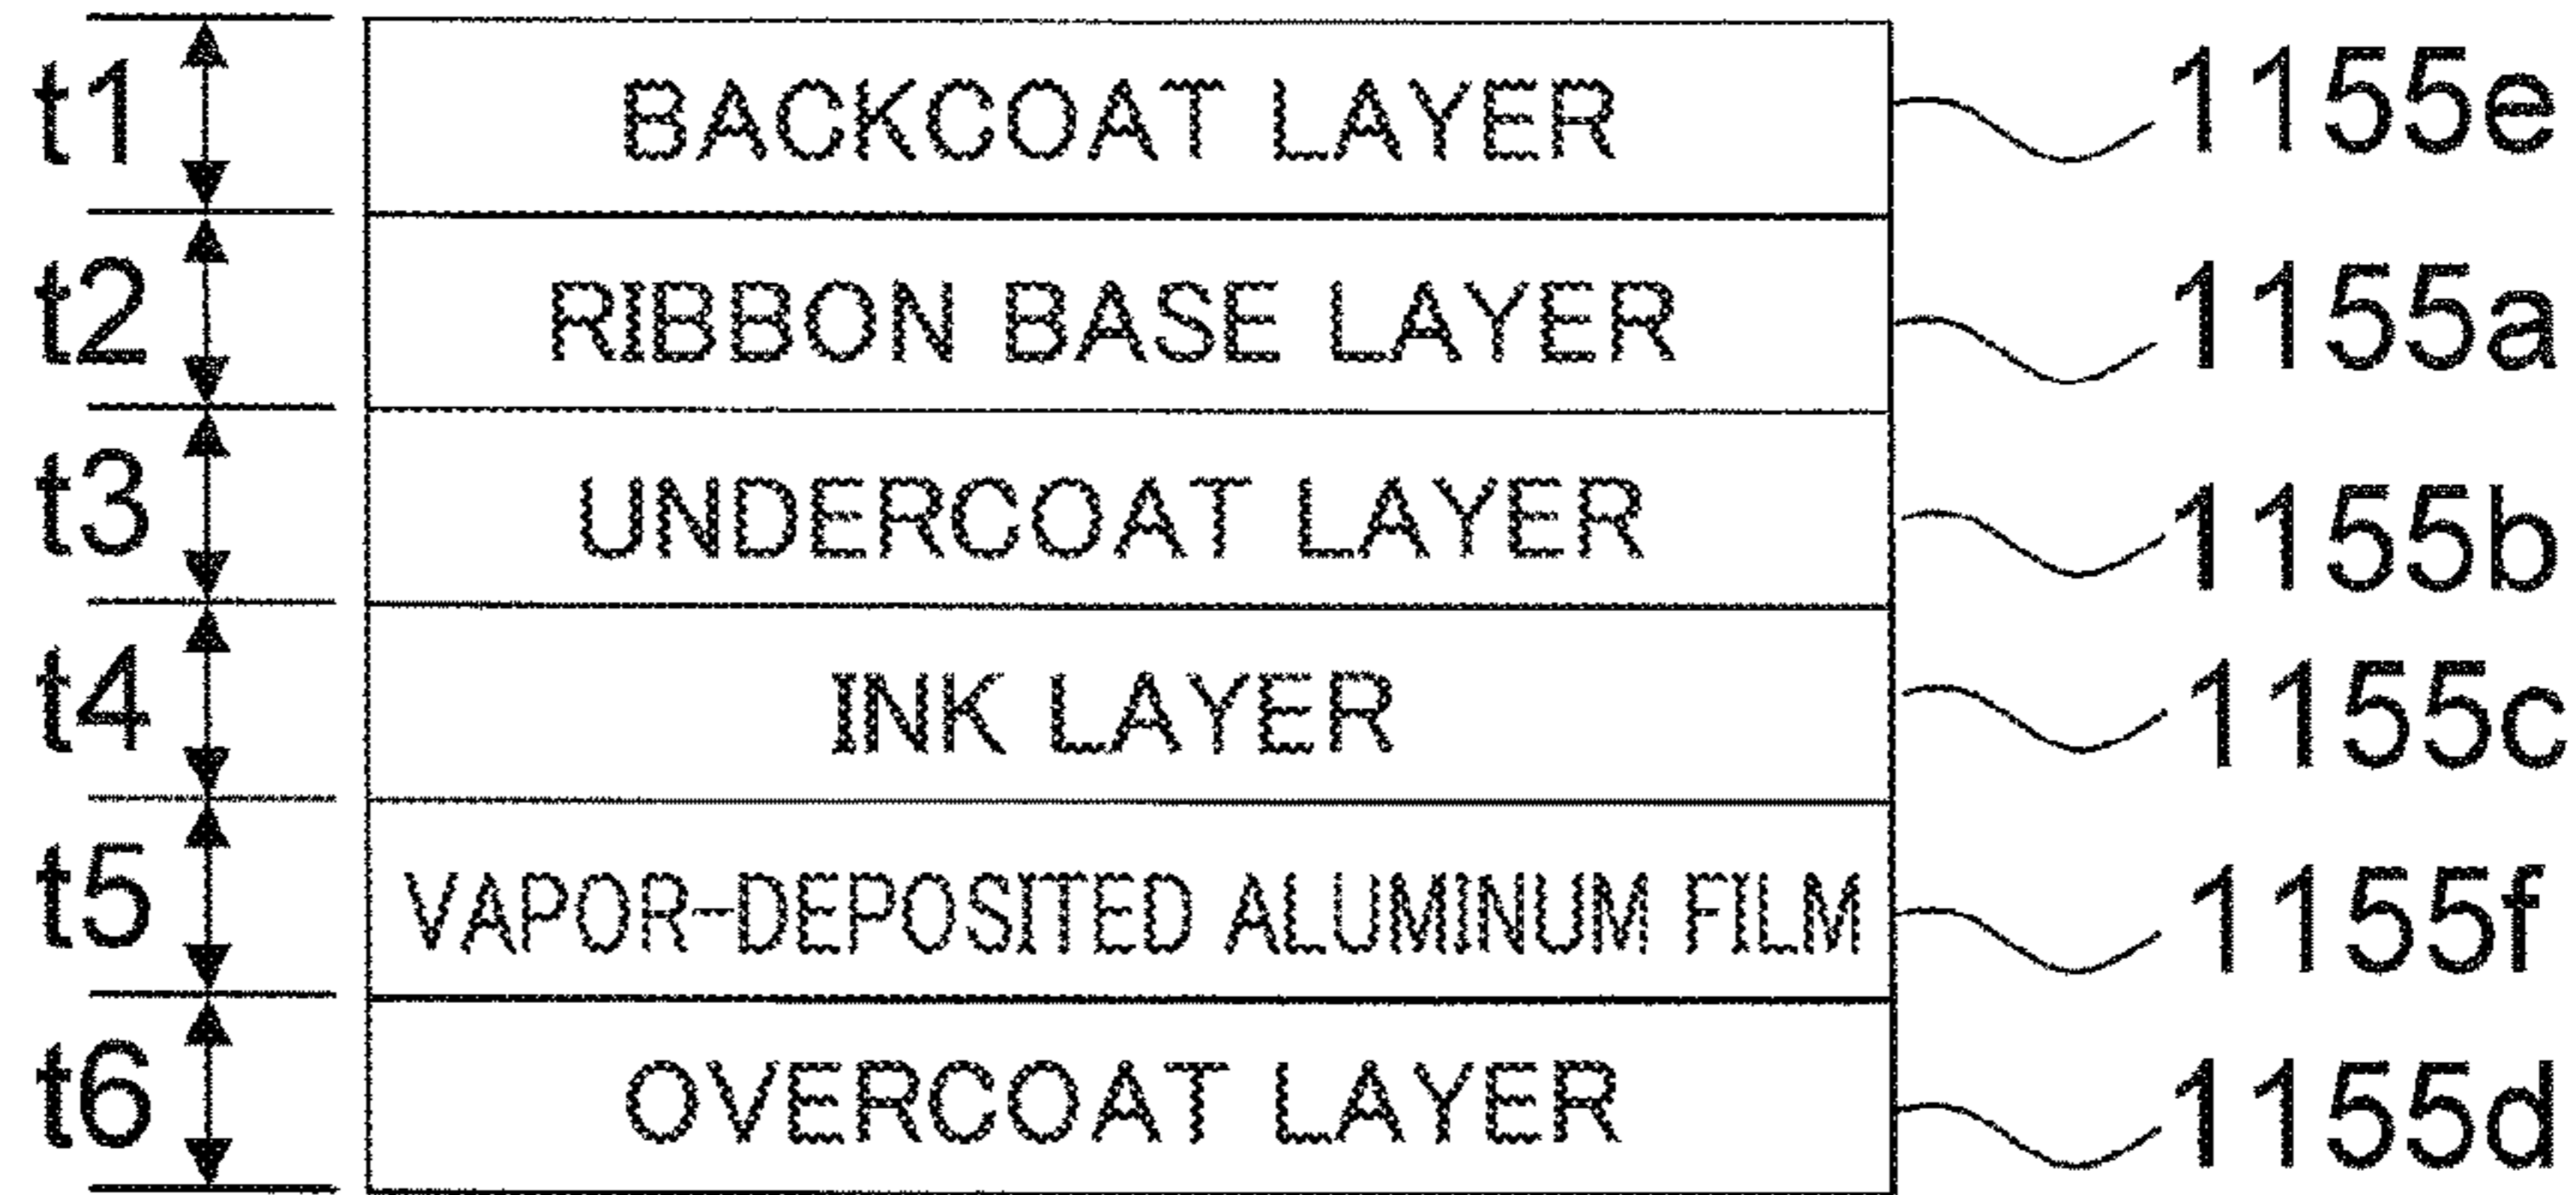 t1 BACKCOAT LAYER 1155e
t2 RIBBON BASE LAYER 1155a
t3 UNDERCOAT LAYER 1155b
t4 INK LAYER 1155c
t5 VAPOR-DEPOSITED ALUMINUM FILM 1155f
t6 OVERCOAT LAYER 1155d